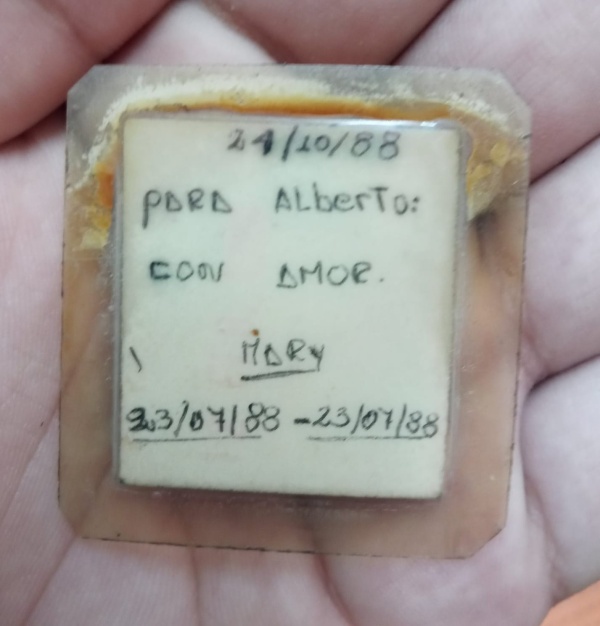 24/10/88
PARA ALberTo:
CON AMOR.
MARY
23/07/88 - 23/07/88